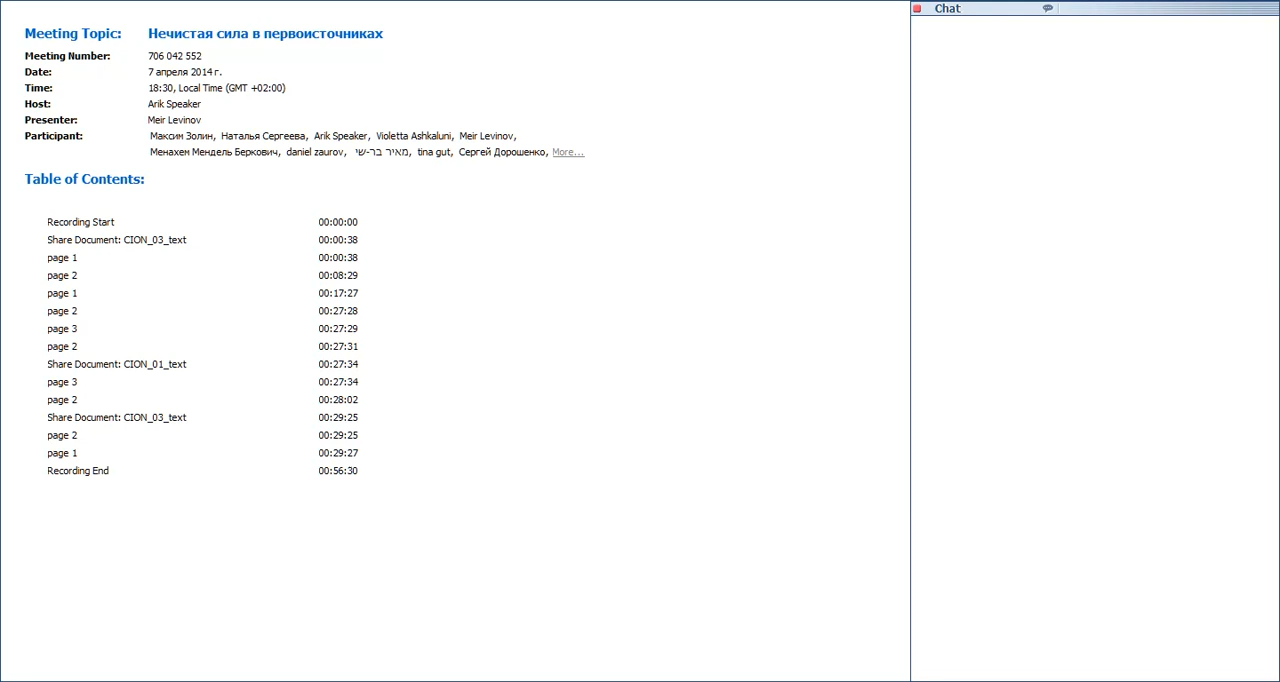 Chat
Meeting Topic: Нечистая сила в первоисточниках
Meeting Number: 706 042 552
Date: 7 апреля 2014 г.
Time: 18:30, Local Time (GMT +02:00)
Host: Arik Speaker
Presenter: Meir Levinov
Participant: Максим Золин, Наталья Сергеева, Arik Speaker, Violetta Ashkaluni, Meir Levinov,
Менахем Мендель Беркович, daniel zaurov, מאיר בר-שי, tina gut, Сергей Дорошенко, More...
Table of Contents:
Recording Start 00:00:00
Share Document: CION_03_text 00:00:38
page 1 00:00:38
page 2 00:08:29
page 1 00:17:27
page 2 00:27:28
page 3 00:27:29
page 2 00:27:31
Share Document: CION_01_text 00:27:34
page 3 00:27:34
page 2 00:28:02
Share Document: CION_03_text 00:29:25
page 2 00:29:25
page 1 00:29:27
Recording End 00:56:30